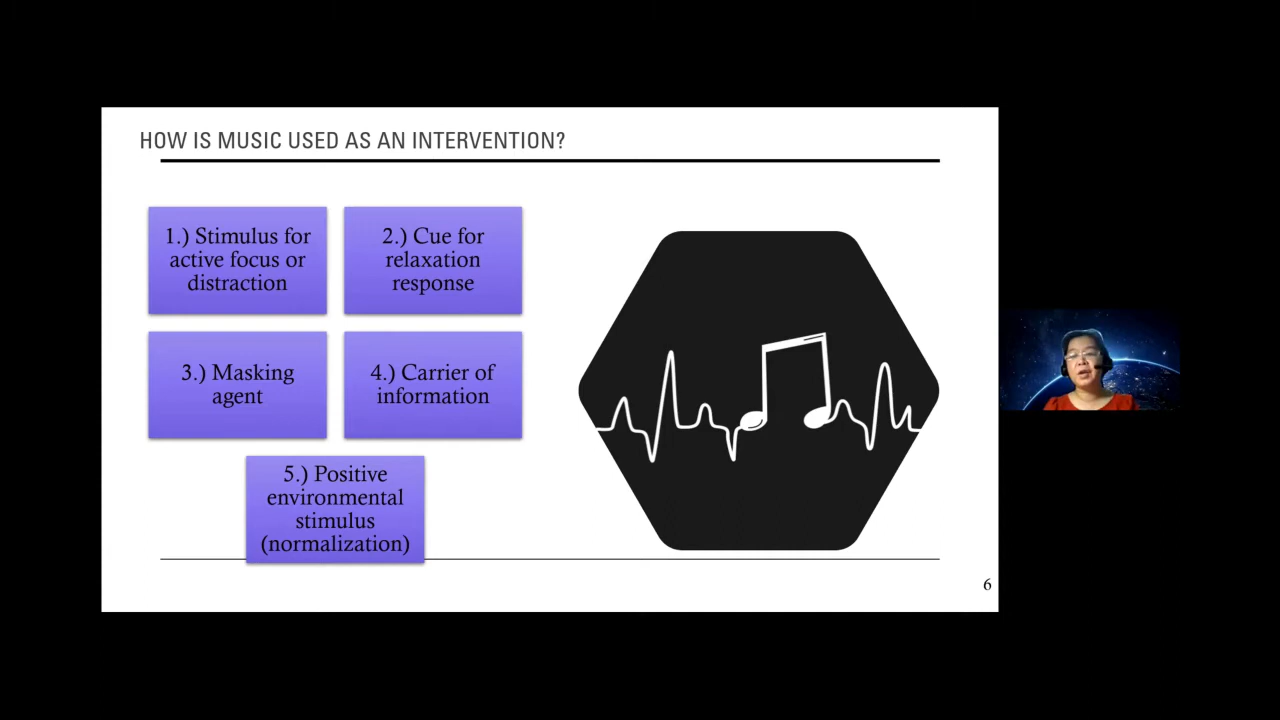 HOW IS MUSIC USED AS AN INTERVENTION?
1.) Stimulus for
active focus or
distraction
2.) Cue for
relaxation
response
3.) Masking
agent
4.) Carrier of
information
5.) Positive
environmental
stimulus
(normalization)
6